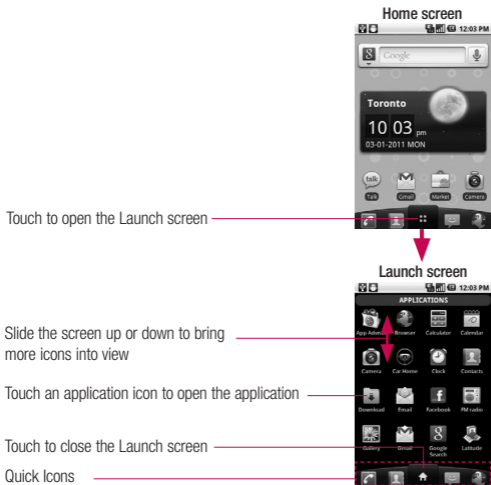 Home screen
12:03 PM
Google
Toronto
10 03 pm
03-01-2011 MON
talk
Talk Gmail Market Camera
Touch to open the Launch screen
Launch screen
12:03 PM
APPLICATIONS
Browser Calculator Calendar
Slide the screen up or down to bring
more icons into view
Camera Car Home Clock Contacts
Touch an application icon to open the application
Download Email Facebook FM radio
Gallery Gmail Google Search Latitude
Touch to close the Launch screen
Quick Icons